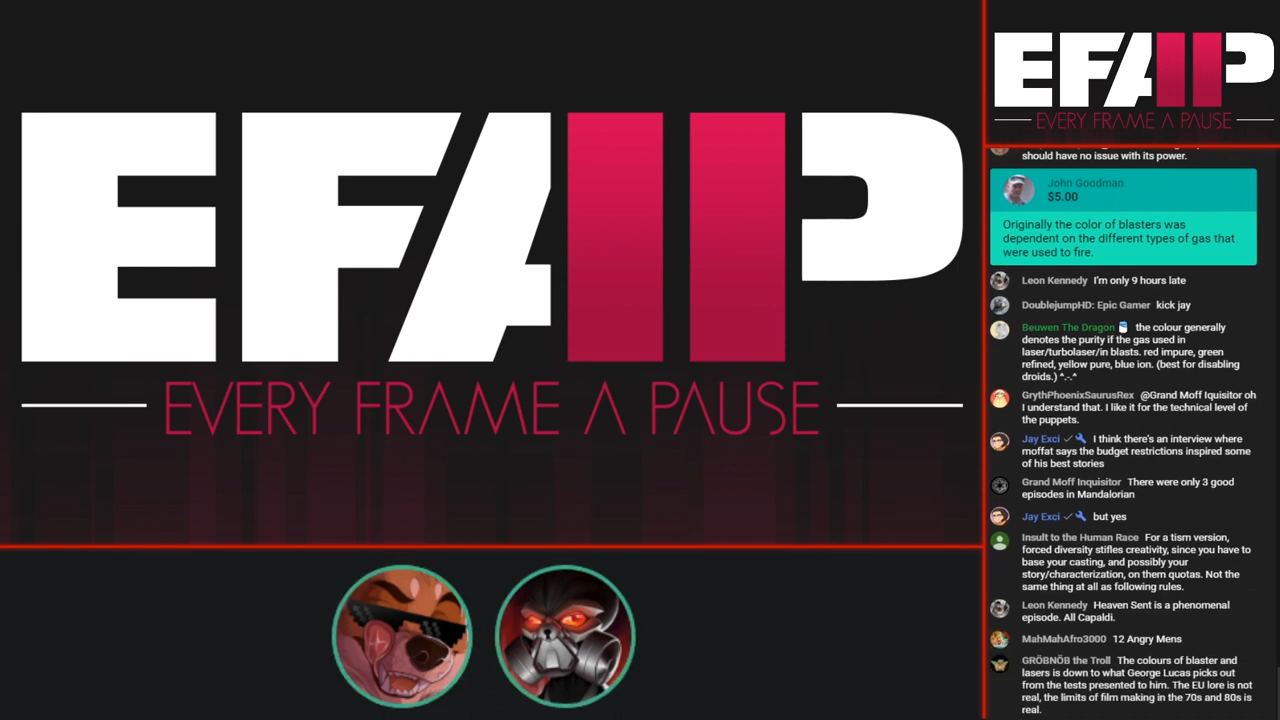 EFAP
EVERY FRAME A PAUSE
EFAP
EVERY FRAME A PAUSE
should have no issue with its power.
John Goodman
$5.00
Originally the color of blasters was
dependent on the different types of gas that
were used to fire.
Leon Kennedy I'm only 9 hours late
DoublejumpHD: Epic Gamer kick jay
Beuwen The Dragon the colour generally
denotes the purity if the gas used in
laser/turbolaser/in blasts. red impure, green
refined, yellow pure, blue ion. (best for disabling
droids.) ^.-.^
GrythPhoenixSaurusRex @Grand Moff Iquisitor oh
I understand that. I like it for the technical level of
the puppets.
Jay Exci I think there's an interview where
moffat says the budget restrictions inspired some
of his best stories
Grand Moff Inquisitor There were only 3 good
episodes in Mandalorian
Jay Exci but yes
Insult to the Human Race For a tism version,
forced diversity stifles creativity, since you have to
base your casting, and possibly your
story/characterization, on them quotas. Not the
same thing at all as following rules.
Leon Kennedy Heaven Sent is a phenomenal
episode. All Capaldi.
MahMahAfro3000 12 Angry Mens
GRÖBNÖB the Troll The colours of blaster and
lasers is down to what George Lucas picks out
from the tests presented to him. The EU lore is not
real, the limits of film making in the 70s and 80s is
real.